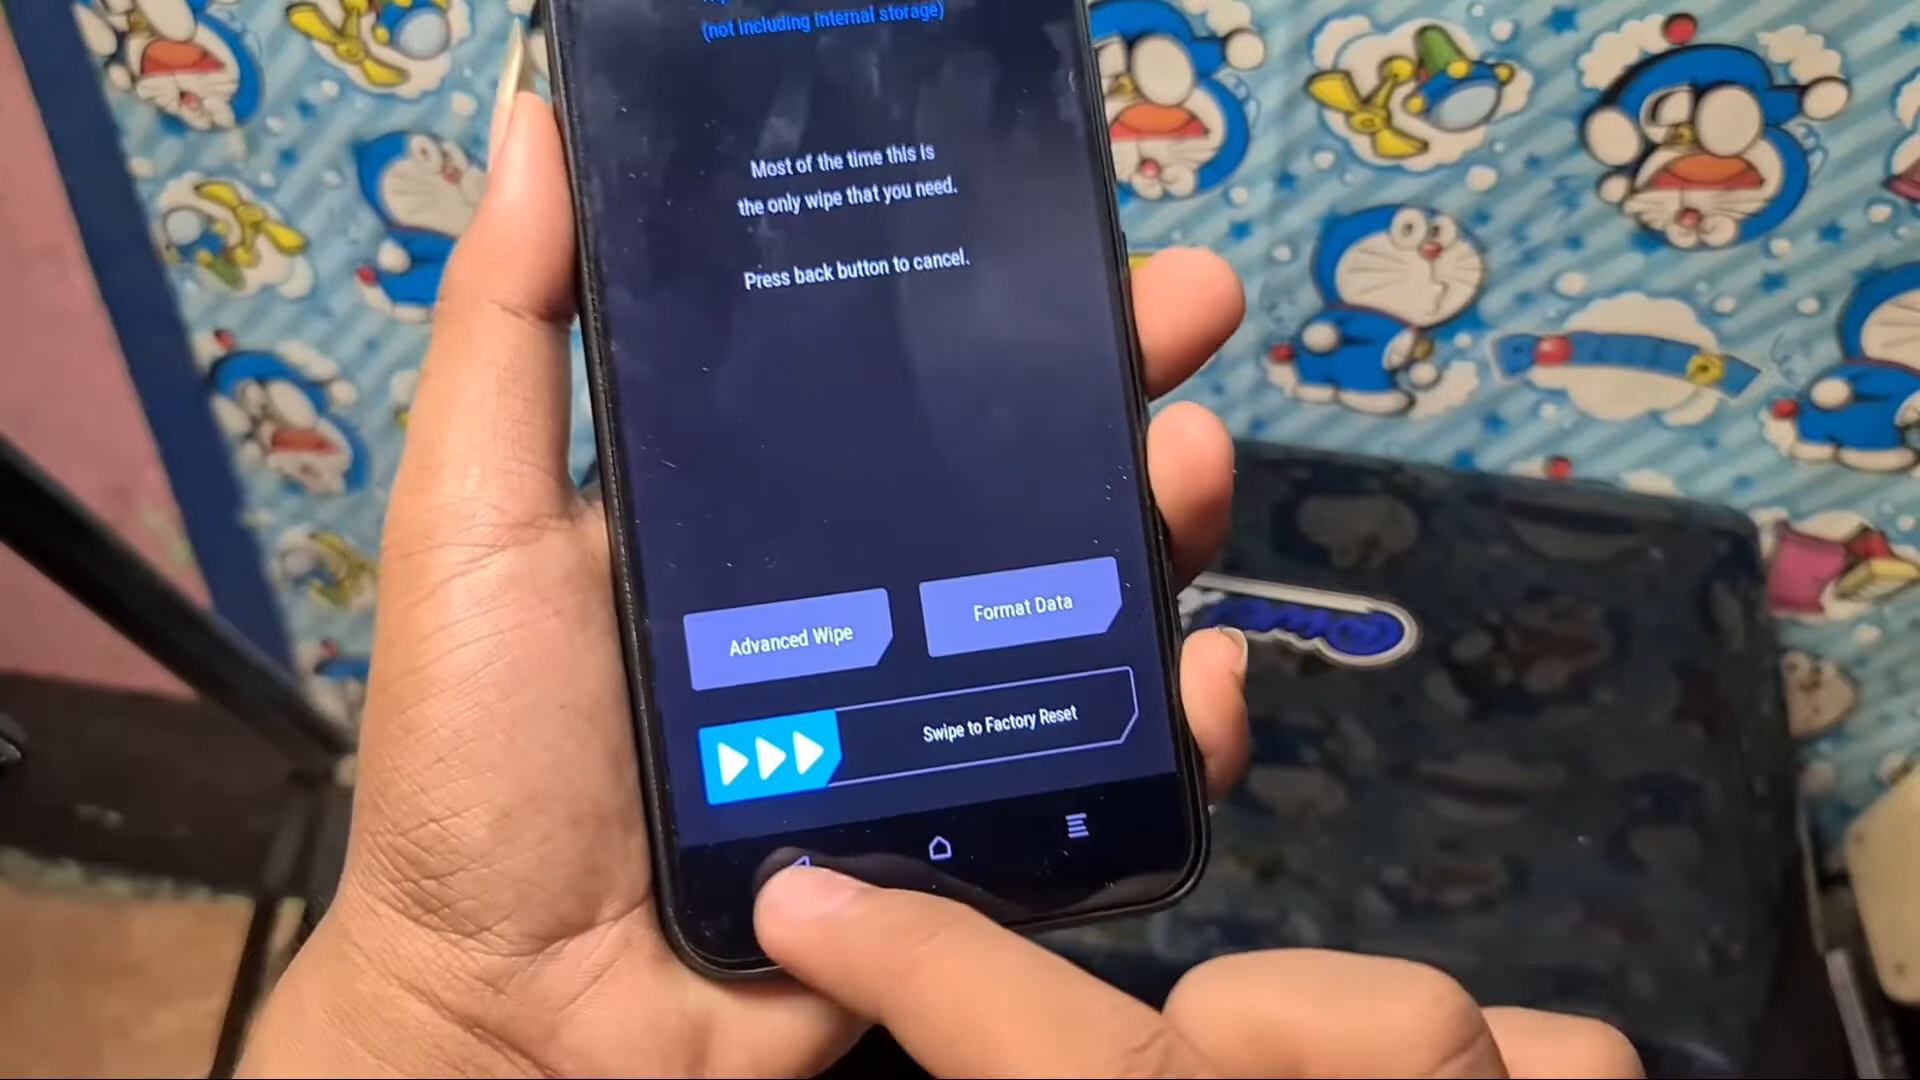 (not including internal storage)
Most of the time this is
the only wipe that you need.
Press back button to cancel.
Advanced Wipe
Format Data
Swipe to Factory Reset